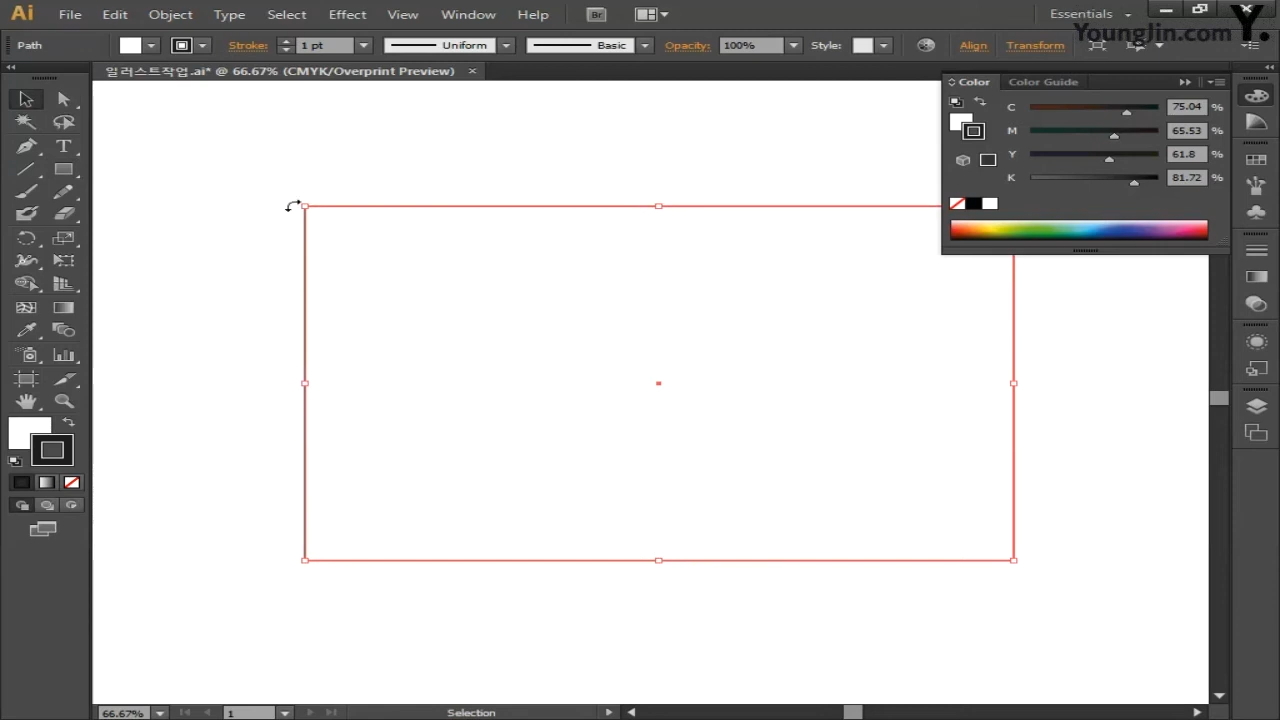 Ai File Edit Object Type Select Effect View Window Help Br Essentials
YoungJin.com Y.
Path Stroke: 1 pt Uniform Basic Opacity: 100% Style: Align Transform
일러스트작업.ai* @ 66.67% (CMYK/Overprint Preview) ×
Color Color Guide
C 75.04 %
M 65.53 %
Y 61.8 %
K 81.72 %
T
66.67% 1 Selection